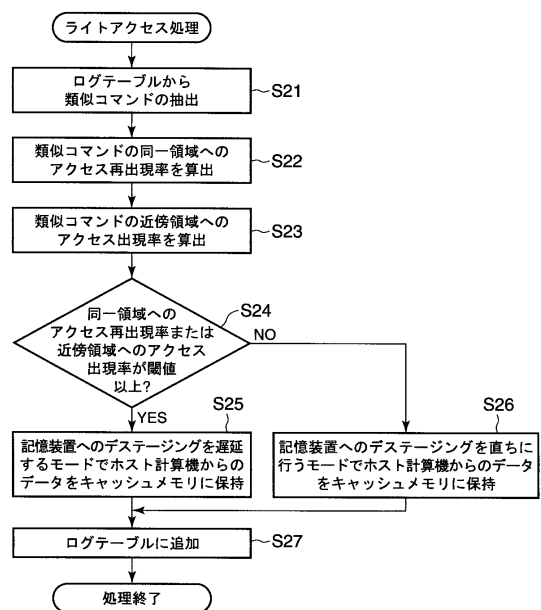 ライトアクセス処理
ログテーブルから
類似コマンドの抽出
S21
類似コマンドの同一領域への
アクセス再出現率を算出
S22
類似コマンドの近傍領域への
アクセス出現率を算出
S23
同一領域への
アクセス再出現率または
近傍領域へのアクセス
出現率が閾値
以上?
S24
NO
YES
S25
記憶装置へのデステージングを遅延
するモードでホスト計算機からの
データをキャッシュメモリに保持
S26
記憶装置へのデステージングを直ちに
行うモードでホスト計算機からのデータ
をキャッシュメモリに保持
ログテーブルに追加
S27
処理終了